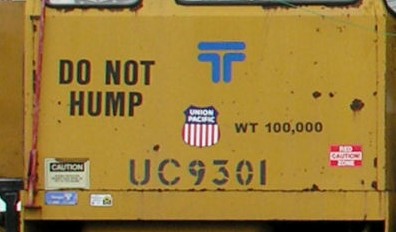 DO NOT
HUMP
UNION
PACIFIC
WT 100,000
RED
CAUTION!
ZONE
CAUTION
UC9301